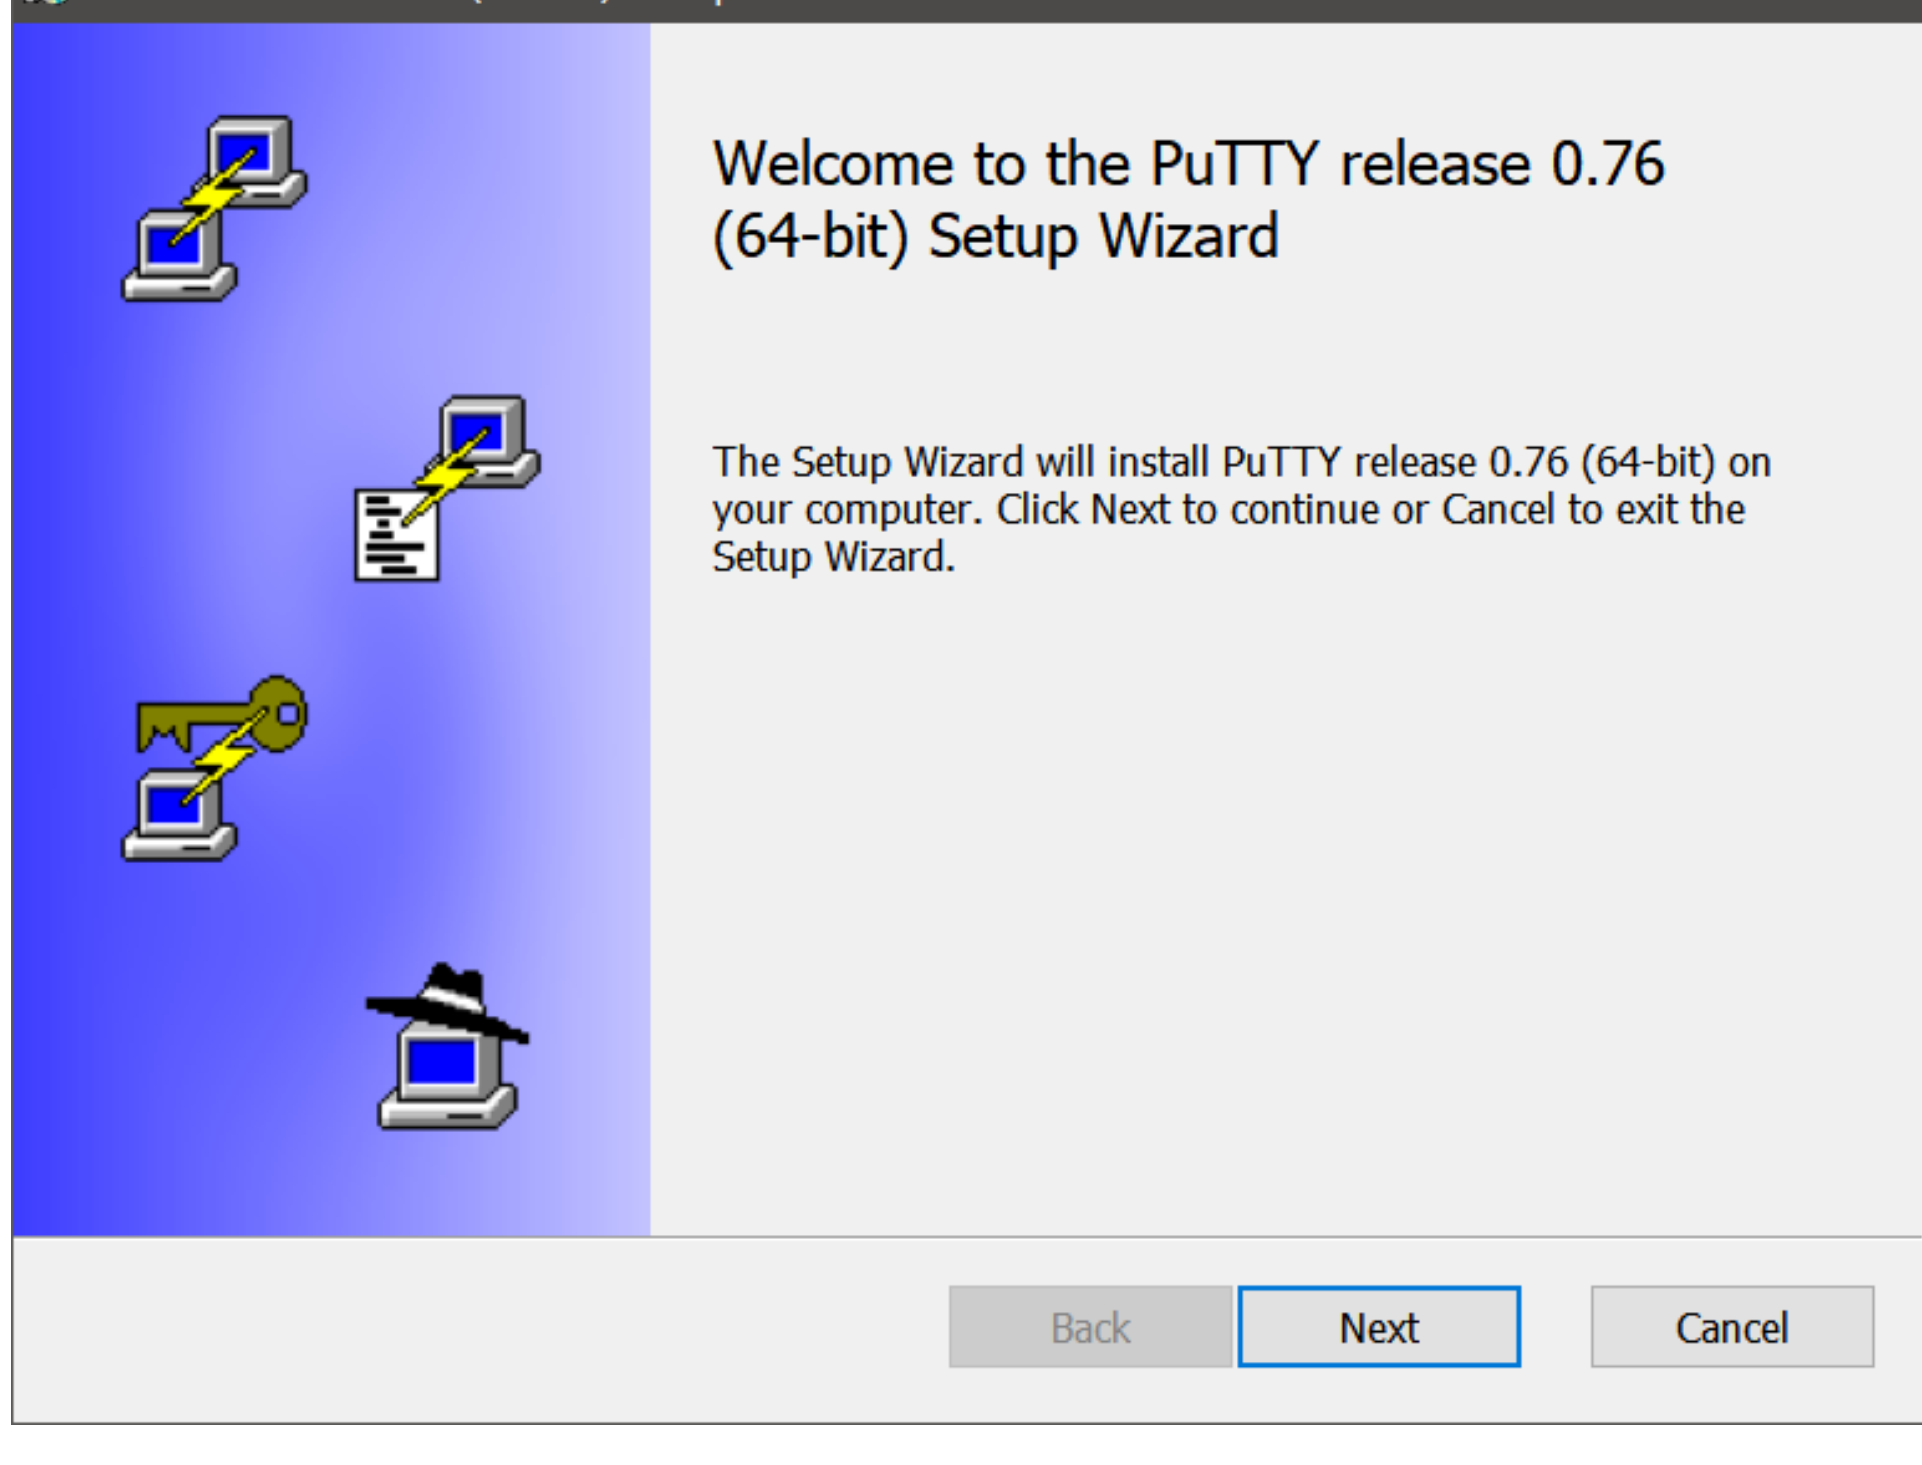 Welcome to the PuTTY release 0.76
(64-bit) Setup Wizard
The Setup Wizard will install PuTTY release 0.76 (64-bit) on
your computer. Click Next to continue or Cancel to exit the
Setup Wizard.
Back
Next
Cancel